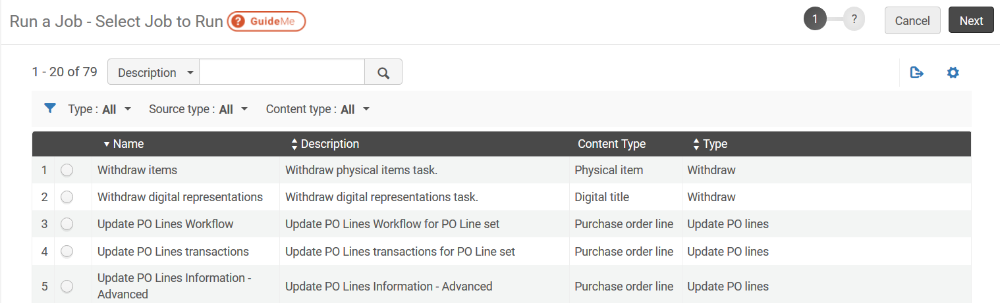 Run a Job - Select Job to Run ? GuideMe 1 ? Cancel Next
1 - 20 of 79 Description
Type : All Source type : All Content type : All
Name Description Content Type Type
1 Withdraw items Withdraw physical items task. Physical item Withdraw
2 Withdraw digital representations Withdraw digital representations task. Digital title Withdraw
3 Update PO Lines Workflow Update PO Lines Workflow for PO Line set Purchase order line Update PO lines
4 Update PO Lines transactions Update PO Lines transactions for PO Line set Purchase order line Update PO lines
5 Update PO Lines Information -
Advanced Update PO Lines Information - Advanced Purchase order line Update PO lines